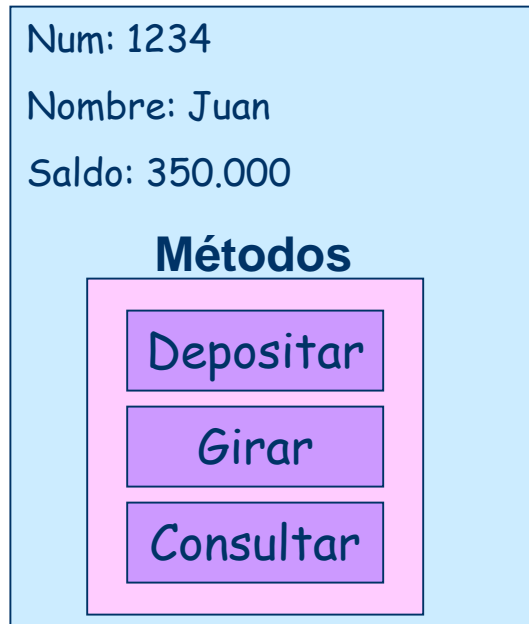 Num: 1234
Nombre: Juan
Saldo: 350.000
Métodos
Depositar
Girar
Consultar